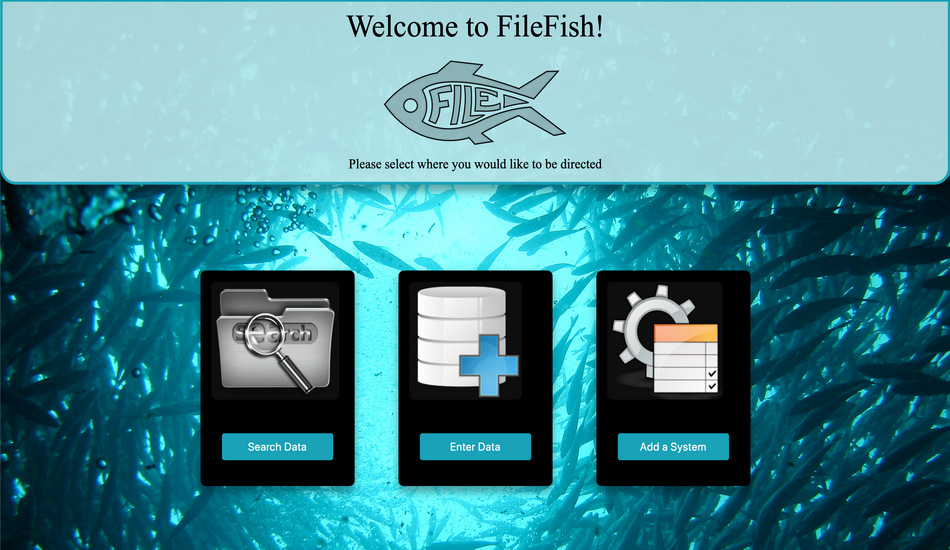 Welcome to FileFish!
FILED
Please select where you would like to be directed
Search
Search Data
Enter Data
Add a System